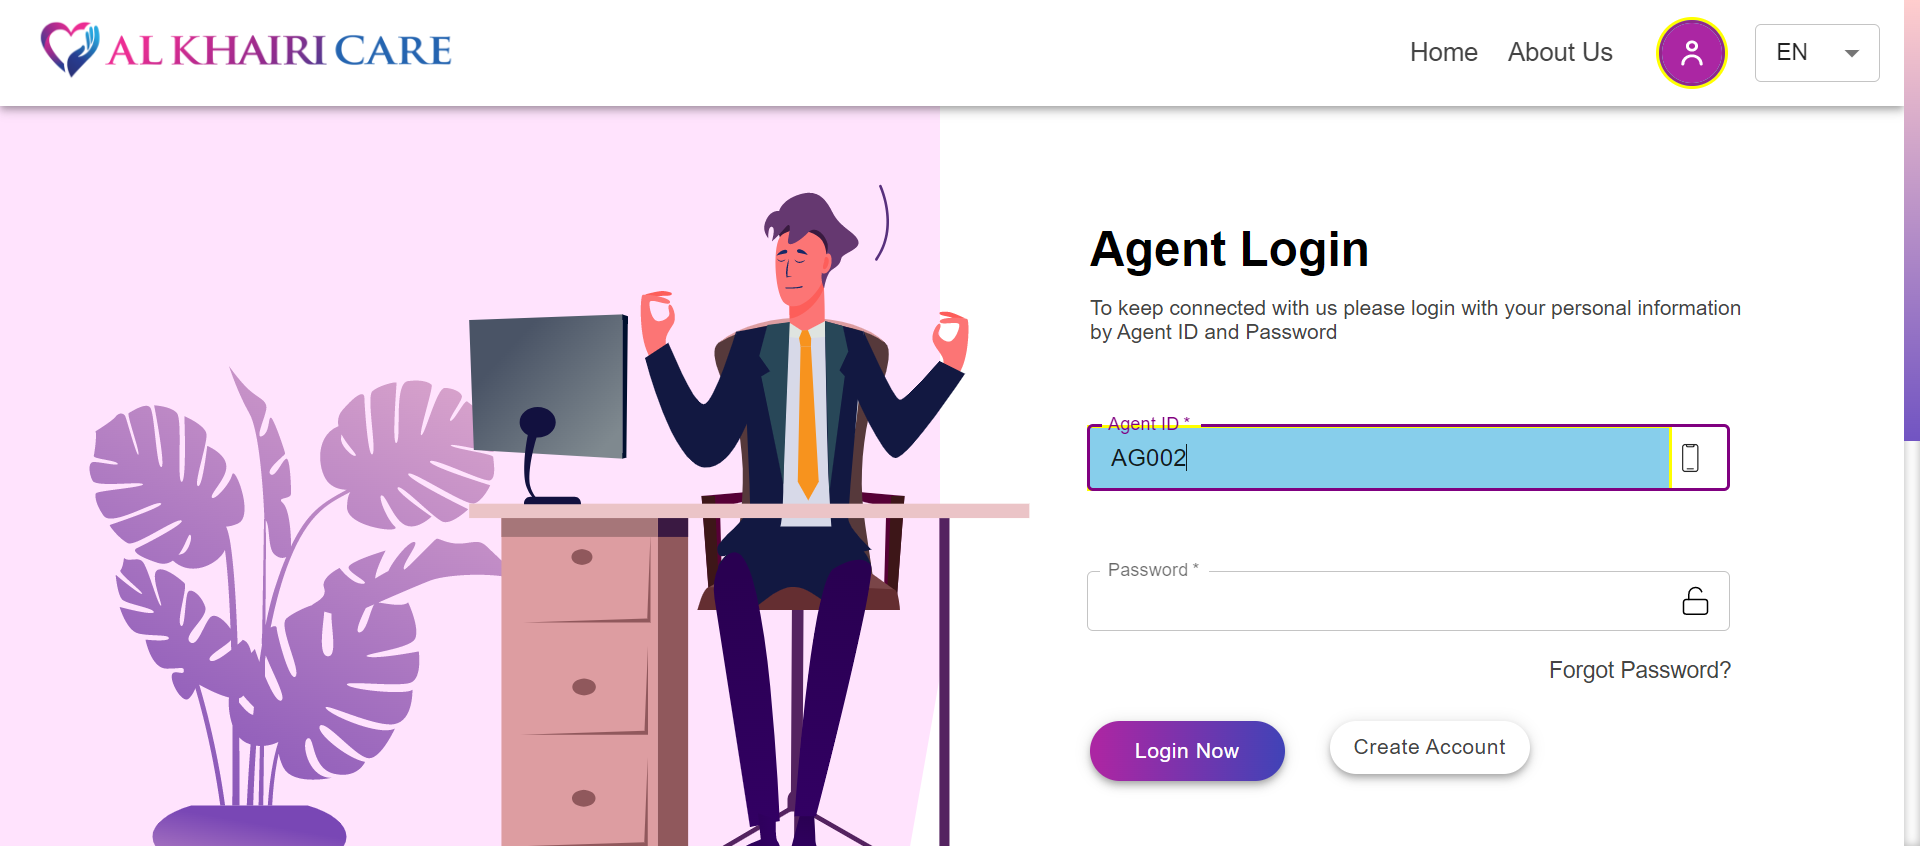 AL KHAIRI CARE
Home
About Us
EN
Agent Login
To keep connected with us please login with your personal information
by Agent ID and Password
Agent ID *
AG002
Password *
Forgot Password?
Login Now
Create Account